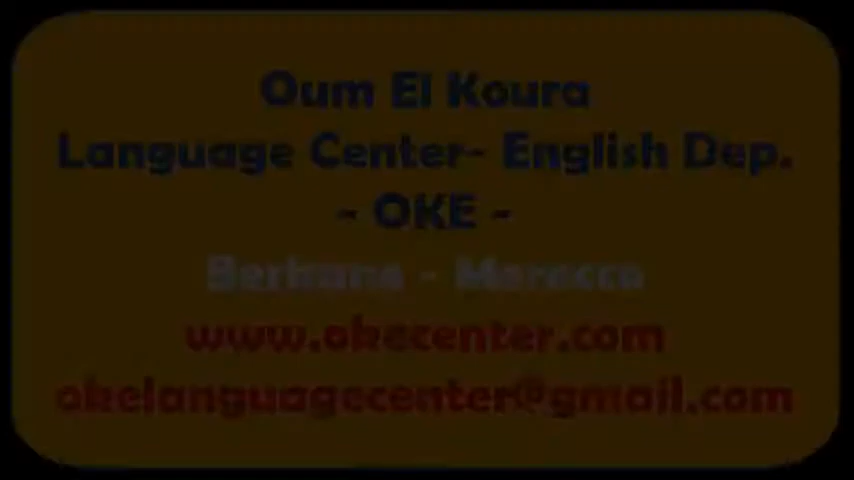 Oum El Koura
Language Center- English Dep.
- OKE -
Berkane - Morocco
www.okecenter.com
okelanguagecenter@gmail.com